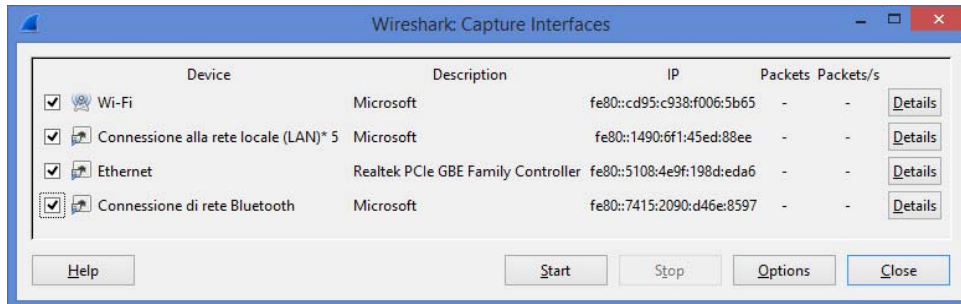 Wireshark: Capture Interfaces
Device Description IP Packets Packets/s
Wi-Fi Microsoft fe80::cd95:c938:f006:5b65 - - Details
Connessione alla rete locale (LAN)* 5 Microsoft fe80::1490:6f1:45ed:88ee - - Details
Ethernet Realtek PCIe GBE Family Controller fe80::5108:4e9f:198d:eda6 - - Details
Connessione di rete Bluetooth Microsoft fe80::7415:2090:d46e:8597 - - Details
Help Start Stop Options Close